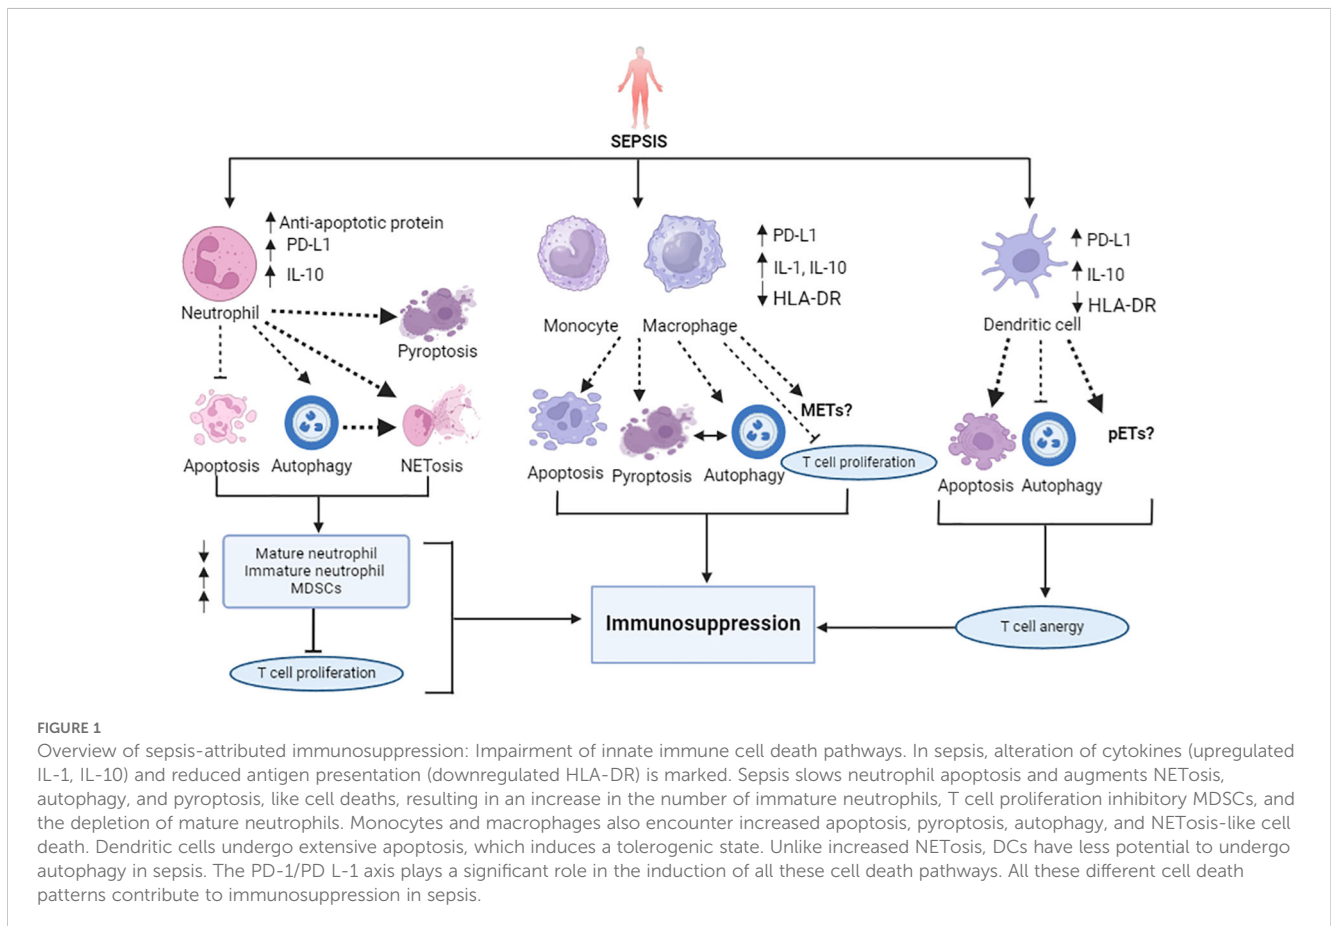 SEPSIS
Anti-apoptotic protein
PD-L1
IL-10
Neutrophil
Pyroptosis
Apoptosis
Autophagy
NETosis
Mature neutrophil
Immature neutrophil
MDSCs
T cell proliferation
PD-L1
IL-1, IL-10
HLA-DR
Monocyte
Macrophage
METs?
T cell proliferation
Apoptosis
Pyroptosis
Autophagy
Immunosuppression
PD-L1
IL-10
HLA-DR
Dendritic cell
pETs?
Apoptosis
Autophagy
T cell anergy
FIGURE 1
Overview of sepsis-attributed immunosuppression: Impairment of innate immune cell death pathways. In sepsis, alteration of cytokines (upregulated
IL-1, IL-10) and reduced antigen presentation (downregulated HLA-DR) is marked. Sepsis slows neutrophil apoptosis and augments NETosis,
autophagy, and pyroptosis, like cell deaths, resulting in an increase in the number of immature neutrophils, T cell proliferation inhibitory MDSCs, and
the depletion of mature neutrophils. Monocytes and macrophages also encounter increased apoptosis, pyroptosis, autophagy, and NETosis-like cell
death. Dendritic cells undergo extensive apoptosis, which induces a tolerogenic state. Unlike increased NETosis, DCs have less potential to undergo
autophagy in sepsis. The PD-1/PD L-1 axis plays a significant role in the induction of all these cell death pathways. All these different cell death
patterns contribute to immunosuppression in sepsis.